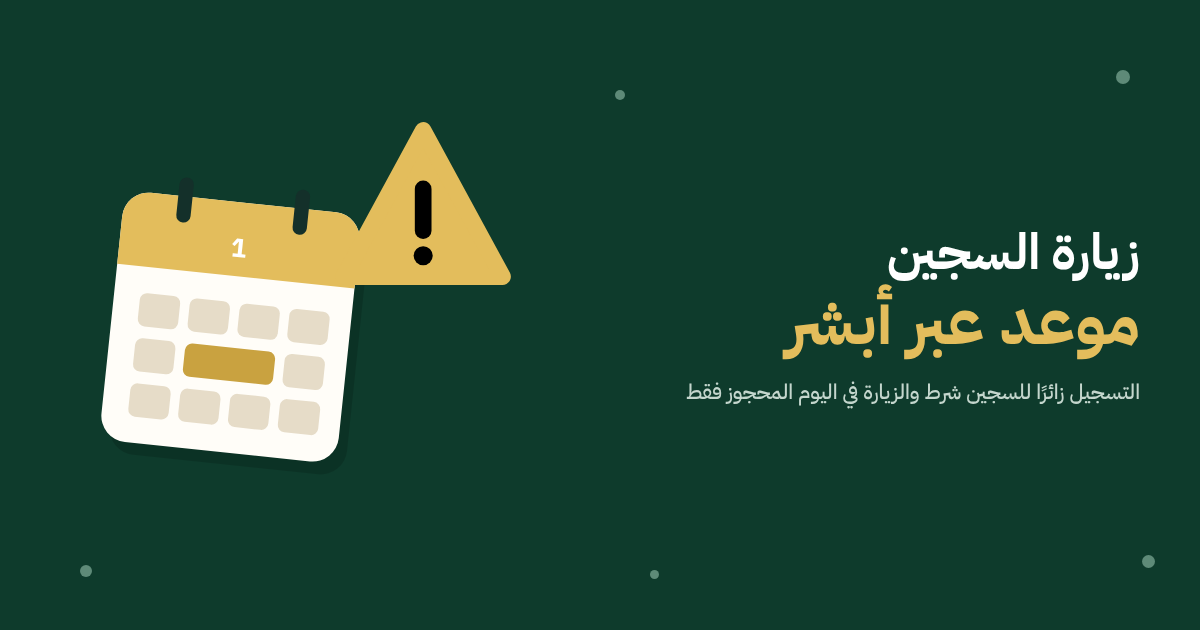 زيارة السجين
موعد عبر أبشر
التسجيل زائرًا للسجين شرط والزيارة في اليوم المحجوز فقط
1